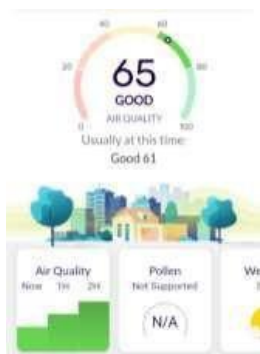 40 60
20 80
65
GOOD
AIR QUALITY
0 100
Usually at this time:
Good 61
Air Quality Pollen We
Now 1H 2H Not Supported
N/A